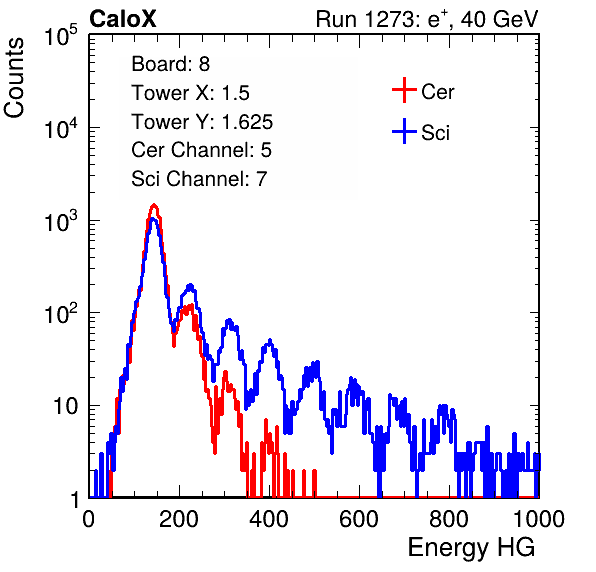 CaloX Run 1273: e⁺, 40 GeV
10⁵
Board: 8
Tower X: 1.5
Tower Y: 1.625
Cer Channel: 5
Sci Channel: 7
Cer
Sci
Counts
10⁴
10³
10²
10
1
0 200 400 600 800 1000
Energy HG